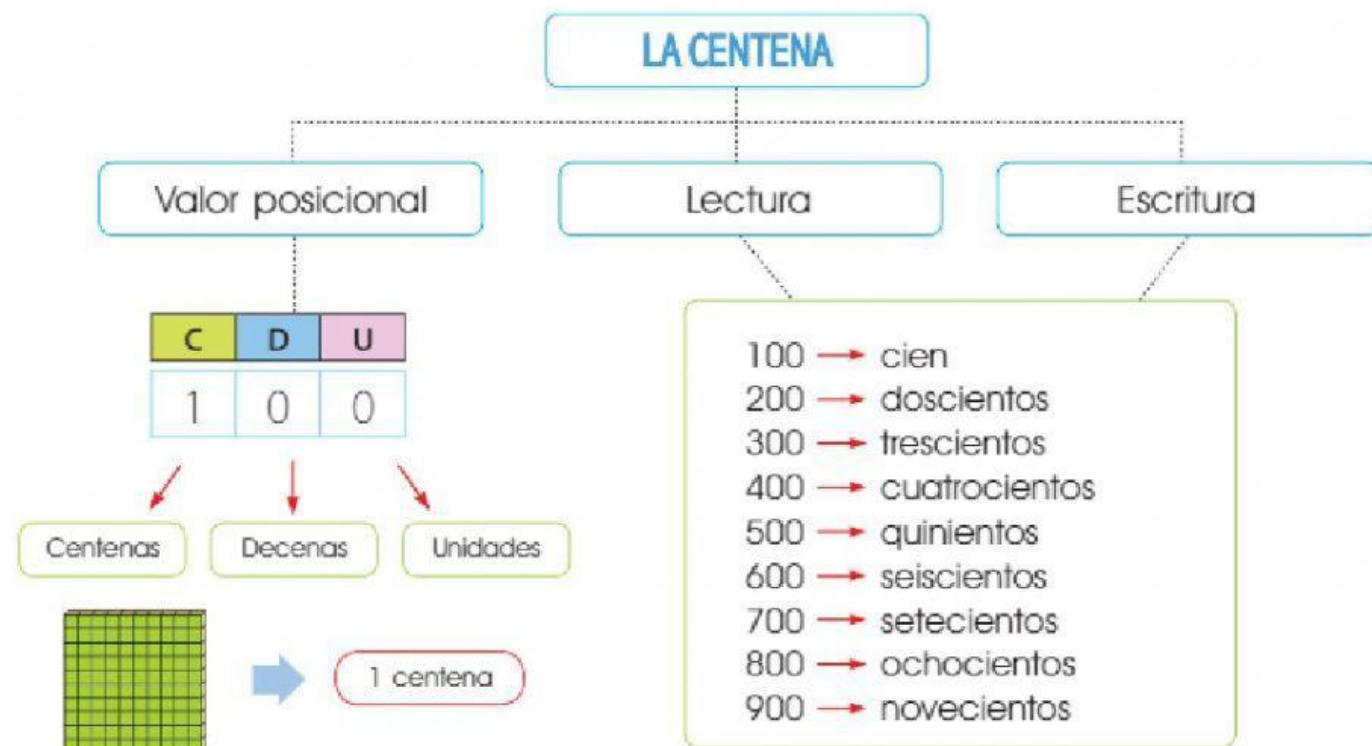 LA CENTENA
Valor posicional
Lectura
Escritura
C D U
1 0 0
Centenas
Decenas
Unidades
1 centena
100 → cien
200 → doscientos
300 → trescientos
400 → cuatrocientos
500 → quinientos
600 → seiscientos
700 → setecientos
800 → ochocientos
900 → novecientos